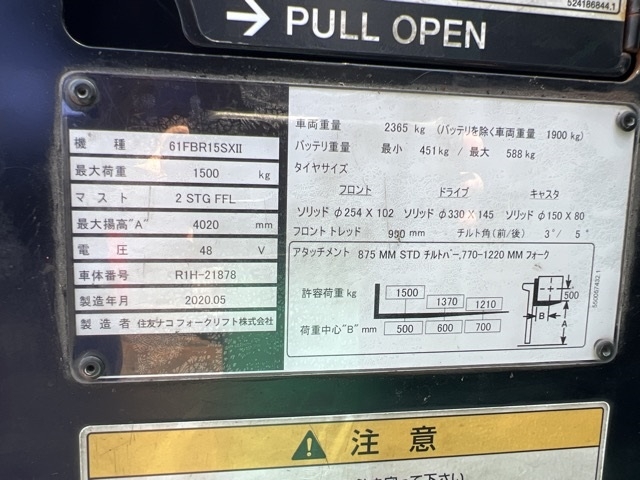 524186844.1
→ PULL OPEN
機 種 61FBR15SXII
最大荷重 1500 kg
マスト 2 STG FFL
最大揚高"A" 4020 mm
電 圧 48 V
車体番号 R1H-21878
製造年月 2020.05
製造者 住友ナコフォークリフト株式会社
車両重量 2365 kg (バッテリを除く車両重量 1900 kg)
バッテリ重量 最小 451 kg / 最大 588 kg
タイヤサイズ
フロント ドライブ キャスタ
ソリッド φ254 X 102 ソリッド φ330 X 145 ソリッド φ150 X 80
フロント トレッド 990 mm チルト角(前/後) 3°/ 5°
アタッチメント 875 MM STD チルトバー,770-1220 MM フォーク
許容荷重 kg 1500 1370 1210
荷重中心"B" mm 500 600 700
500
B
A
550067432.1
注意